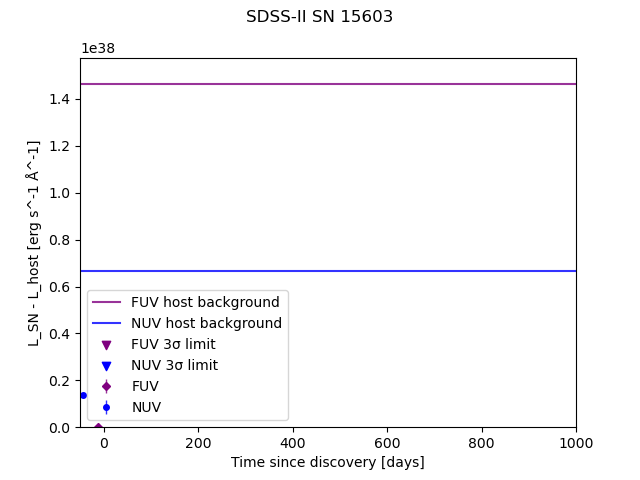 SDSS-II SN 15603
1e38
L_SN - L_host [erg s^-1 Å^-1]
1.4
1.2
1.0
0.8
0.6
0.4
0.2
0.0
FUV host background
NUV host background
FUV 3σ limit
NUV 3σ limit
FUV
NUV
0 200 400 600 800 1000
Time since discovery [days]